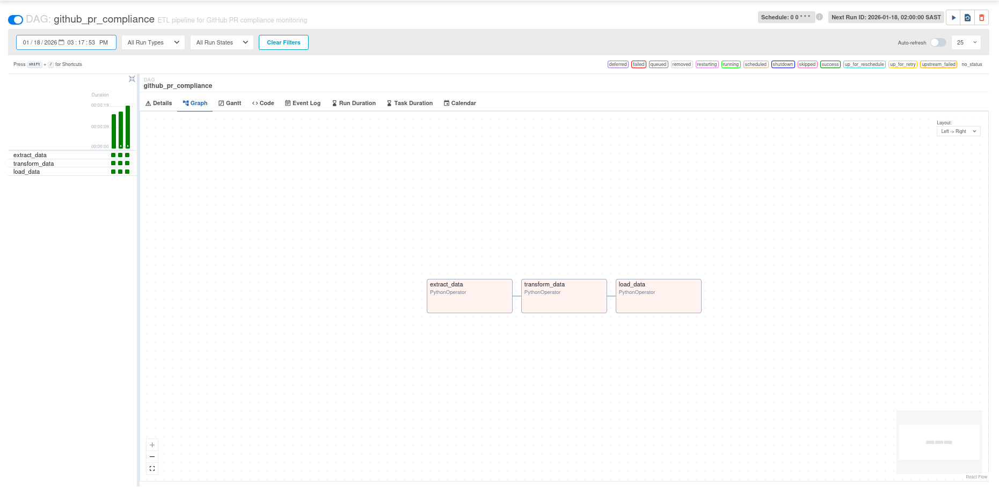 DAG: github_pr_compliance ETL pipeline for GitHub PR compliance monitoring
Schedule: 0 0 * * *
Next Run ID: 2026-01-18, 02:00:00 SAST
01 / 18 / 2026 03 : 17 : 53 PM
All Run Types
All Run States
Clear Filters
Auto-refresh
25
Press shift + / for Shortcuts
deferred failed queued removed restarting running scheduled shutdown skipped success up_for_reschedule up_for_retry upstream_failed no_status
Duration
00:00:19
00:00:09
00:00:00
extract_data
transform_data
load_data
DAG
github_pr_compliance
Details
Graph
Gantt
Code
Event Log
Run Duration
Task Duration
Calendar
Layout:
Left -> Right
extract_data
PythonOperator
transform_data
PythonOperator
load_data
PythonOperator
React Flow